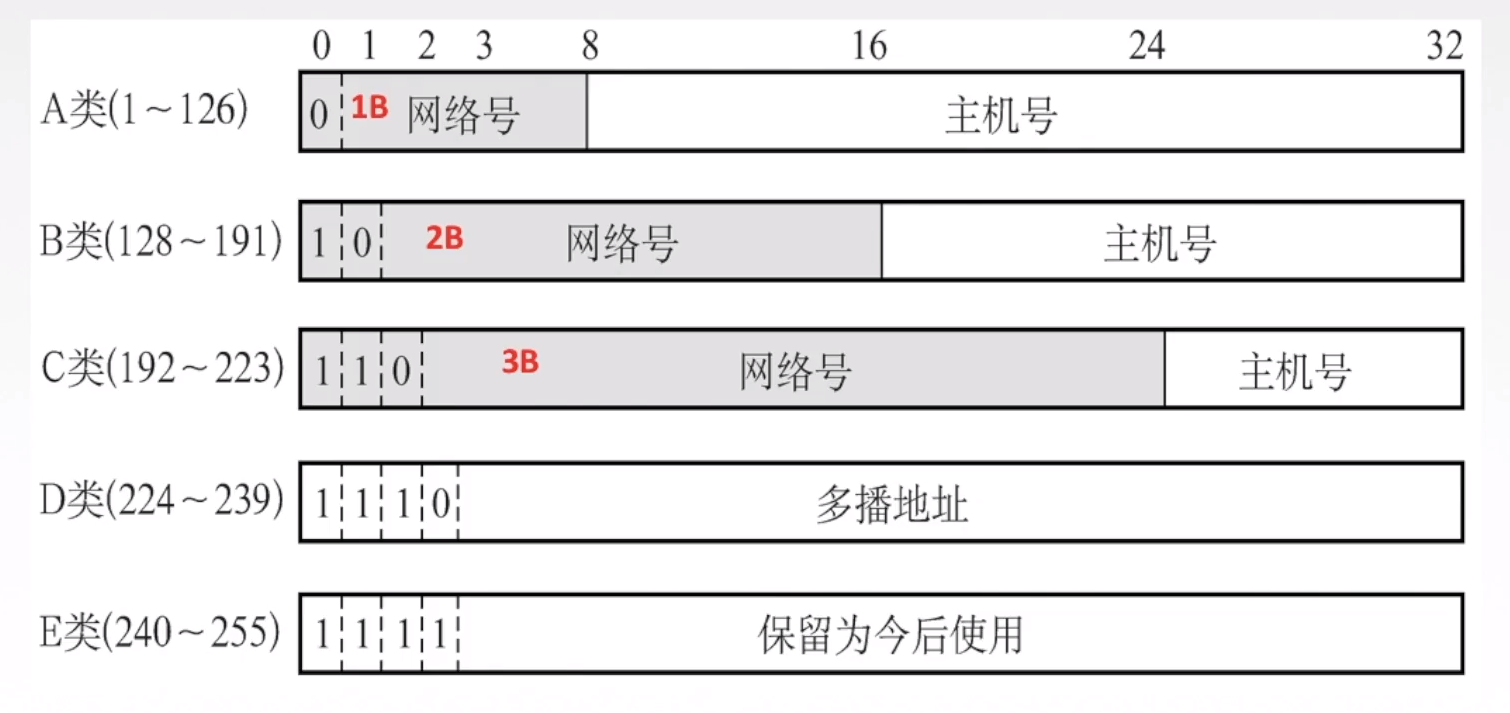 0 1 2 3 8 16 24 32
A类(1～126) 0 1B 网络号 主机号
B类(128～191) 1 0 2B 网络号 主机号
C类(192～223) 1 1 0 3B 网络号 主机号
D类(224～239) 1 1 1 0 多播地址
E类(240～255) 1 1 1 1 保留为今后使用